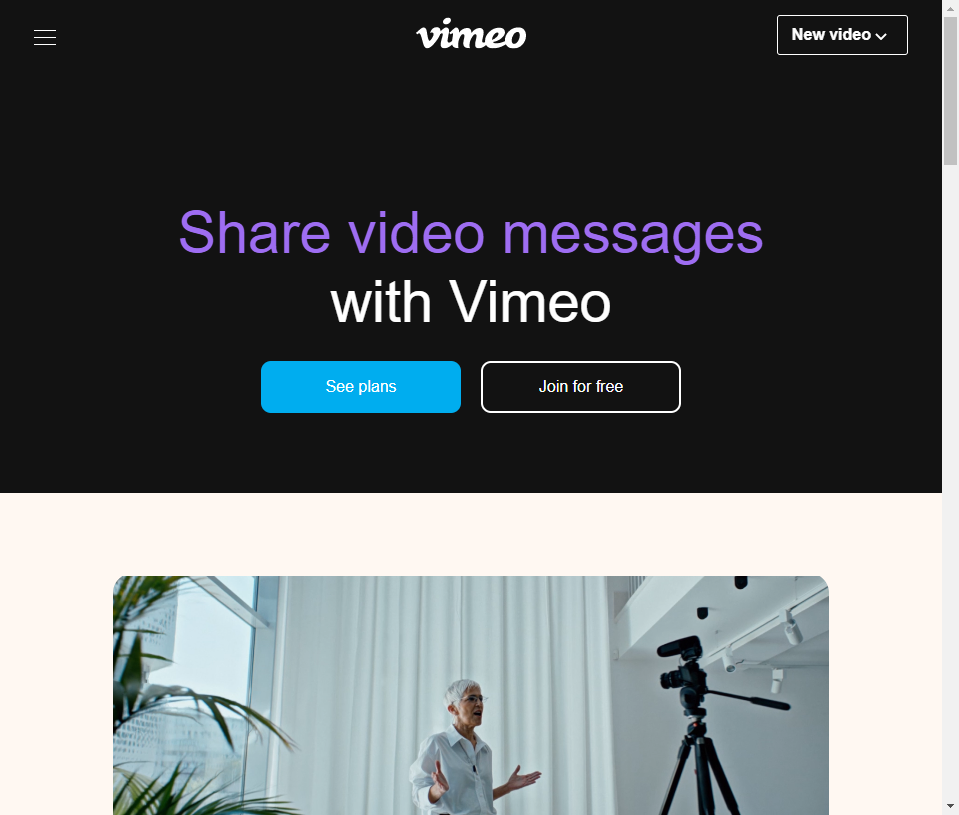 vimeo
New video
Share video messages
with Vimeo
See plans
Join for free